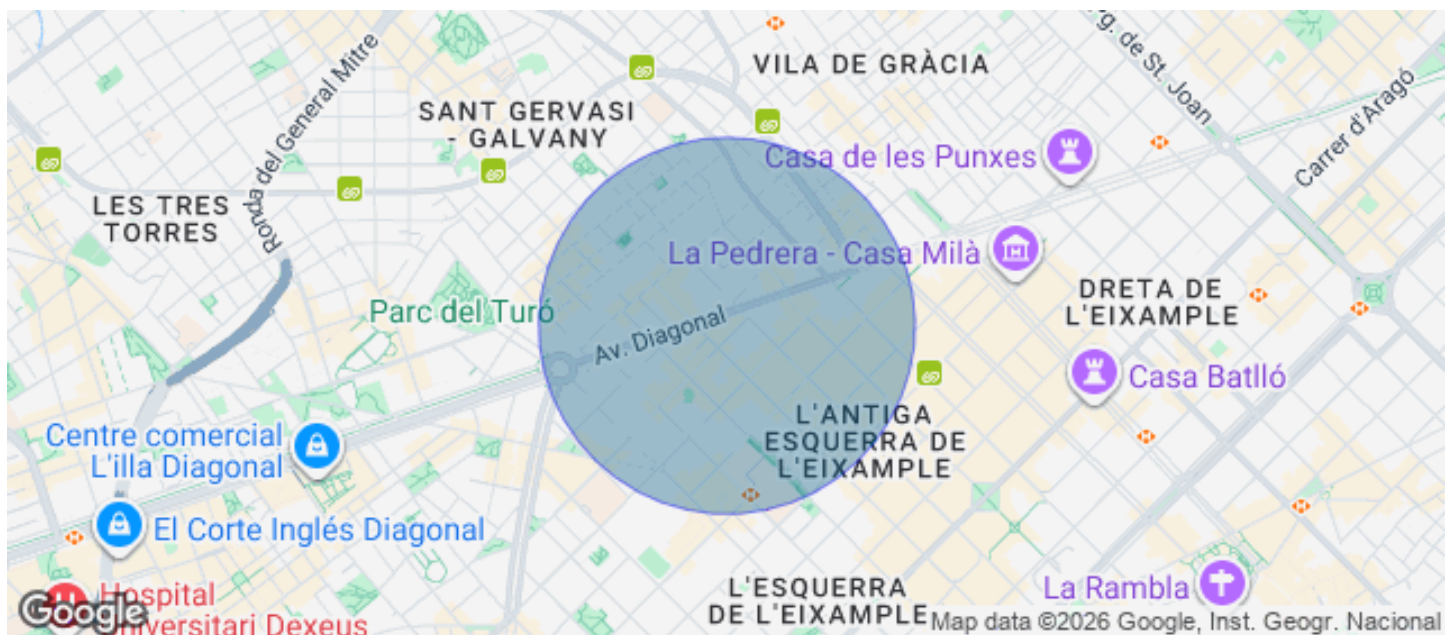 VILA DE GRÀCIA
rg. de St. Joan
Ronda del General Mitre
SANT GERVASI
- GALVANY
Carrer d'Aragó
Casa de les Punxes
LES TRES
TORRES
La Pedrera - Casa Milà
Parc del Turó
DRETA DE
L'EIXAMPLE
Av. Diagonal
Casa Batlló
L'ANTIGA
ESQUERRA DE
L'EIXAMPLE
Centre comercial
L'illa Diagonal
El Corte Inglés Diagonal
L'ESQUERRA
DE L'EIXAMPLE
La Rambla
Hospital
Universitari Dexeus
Google
Map data ©2026 Google, Inst. Geogr. Nacional